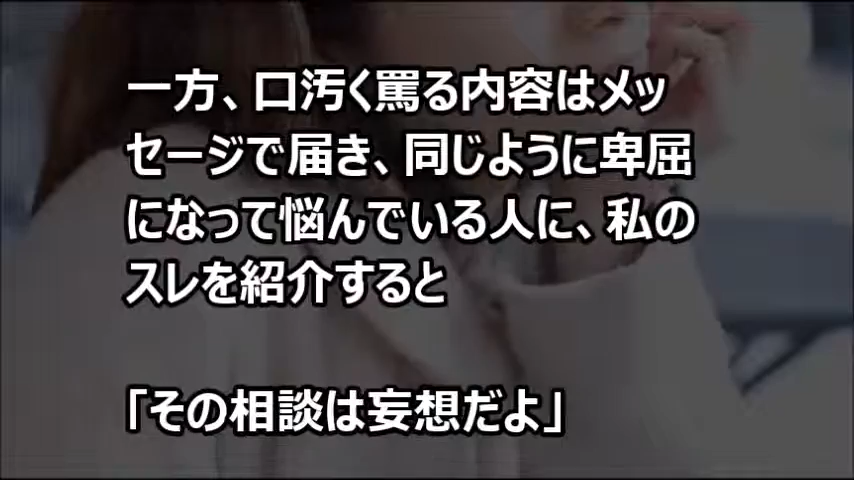 一方、口汚く罵る内容はメッ
セージで届き、同じように卑屈
になって悩んでいる人に、私の
スレを紹介すると
「その相談は妄想だよ」